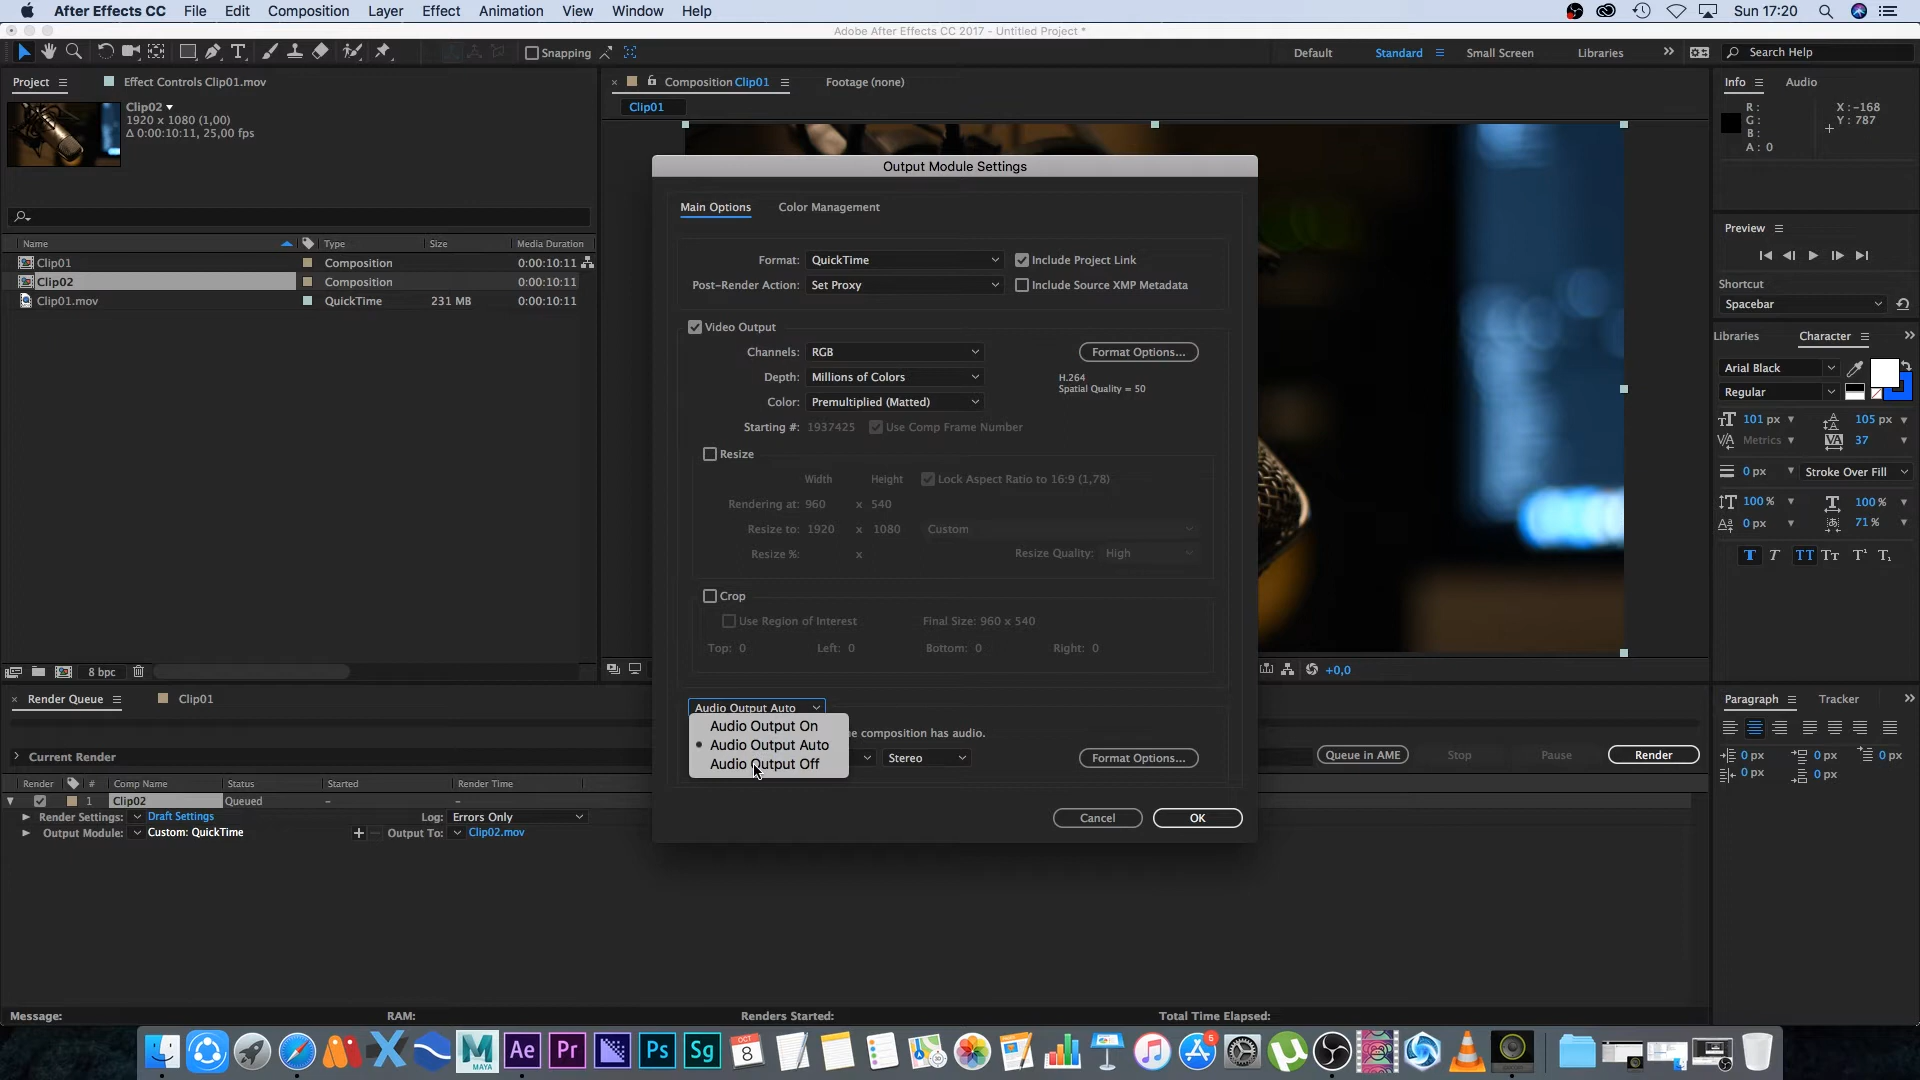 After Effects CC File Edit Composition Layer Effect Animation View Window Help Sun 17:20
Adobe After Effects CC 2017 - Untitled Project *
Snapping Default Standard Small Screen Libraries Search Help
Project Effect Controls Clip01.mov
Clip02
1920 x 1080 (1,00)
Δ 0:00:10:11, 25,00 fps
Name Type Size Media Duration
Clip01 Composition 0:00:10:11
Clip02 Composition 0:00:10:11
Clip01.mov QuickTime 231 MB 0:00:10:11
8 bpc
Composition Clip01 Footage (none)
Clip01
Output Module Settings
Main Options Color Management
Format: QuickTime Include Project Link
Post-Render Action: Set Proxy Include Source XMP Metadata
Video Output
Channels: RGB Format Options...
Depth: Millions of Colors H.264
Spatial Quality = 50
Color: Premultiplied (Matted)
Starting #: 1937425 Use Comp Frame Number
Resize
Width Height Lock Aspect Ratio to 16:9 (1,78)
Rendering at: 960 x 540
Resize to: 1920 x 1080 Custom
Resize %: x Resize Quality: High
Crop
Use Region of Interest Final Size: 960 x 540
Top: 0 Left: 0 Bottom: 0 Right: 0
Audio Output Auto
Audio Output On
Audio Output Auto
Audio Output Off
composition has audio.
Stereo Format Options...
Cancel OK
+0,0
Info Audio
R: X: -168
G: Y: 787
B:
A: 0
Preview
Shortcut
Spacebar
Libraries Character
Arial Black
Regular
101 px 105 px
Metrics 37
0 px Stroke Over Fill
100 % 100 %
0 px 71 %
T T TT Tt T¹ T₁
Render Queue Clip01
Current Render Queue in AME Stop Pause Render
Render # Comp Name Status Started Render Time
1 Clip02 Queued – –
Render Settings: Draft Settings Log: Errors Only
Output Module: Custom: QuickTime Output To: Clip02.mov
Paragraph Tracker
0 px 0 px 0 px
0 px 0 px
Message: RAM: Renders Started: Total Time Elapsed:
M MAYA Ae Pr Ps Sg OCT 8 5